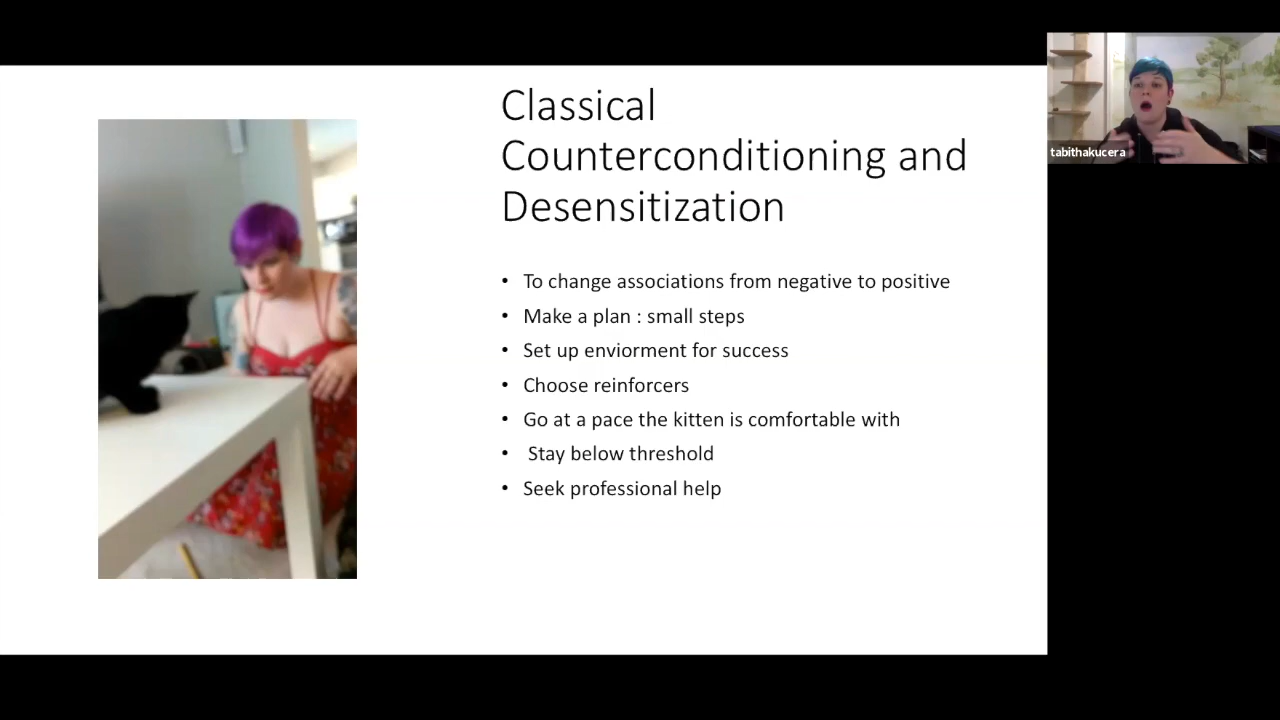 Classical
Counterconditioning and
Desensitization
• To change associations from negative to positive
• Make a plan : small steps
• Set up enviorment for success
• Choose reinforcers
• Go at a pace the kitten is comfortable with
• Stay below threshold
• Seek professional help
tabithakucera